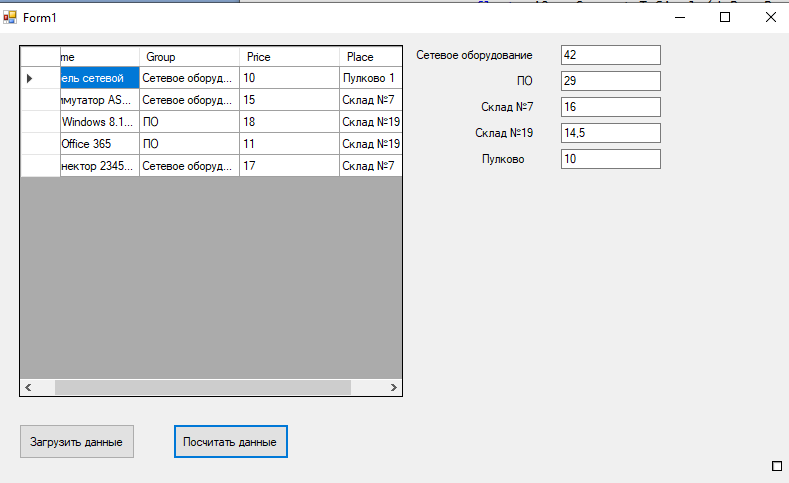 Form1
me Group Price Place
ель сетевой Сетевое оборуд... 10 Пулково 1
ммутатор AS... Сетевое оборуд... 15 Склад №7
Windows 8.1... ПО 18 Склад №19
Office 365 ПО 11 Склад №19
нектор 2345... Сетевое оборуд... 17 Склад №7
Сетевое оборудование 42
ПО 29
Склад №7 16
Склад №19 14,5
Пулково 10
Загрузить данные Посчитать данные